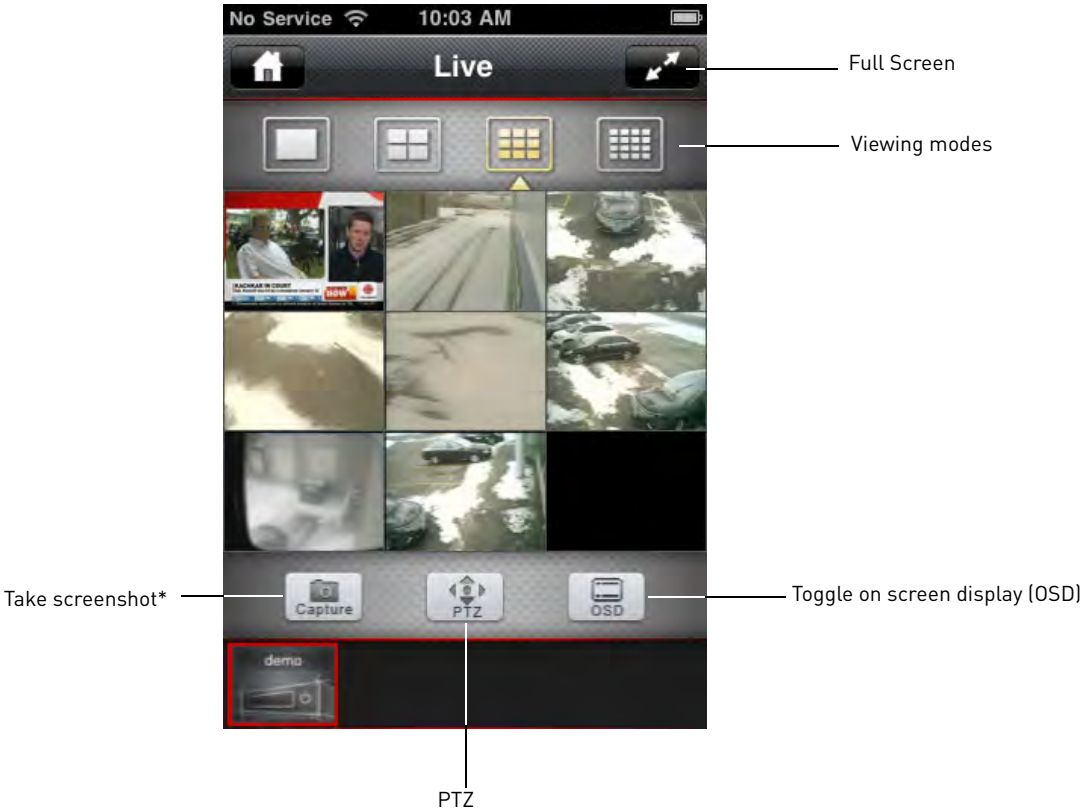 No Service 10:03 AM
Live
Full Screen
Viewing modes
KACHKAR IN COURT
now
Take screenshot*
Capture
PTZ
OSD
Toggle on screen display (OSD)
demo
PTZ